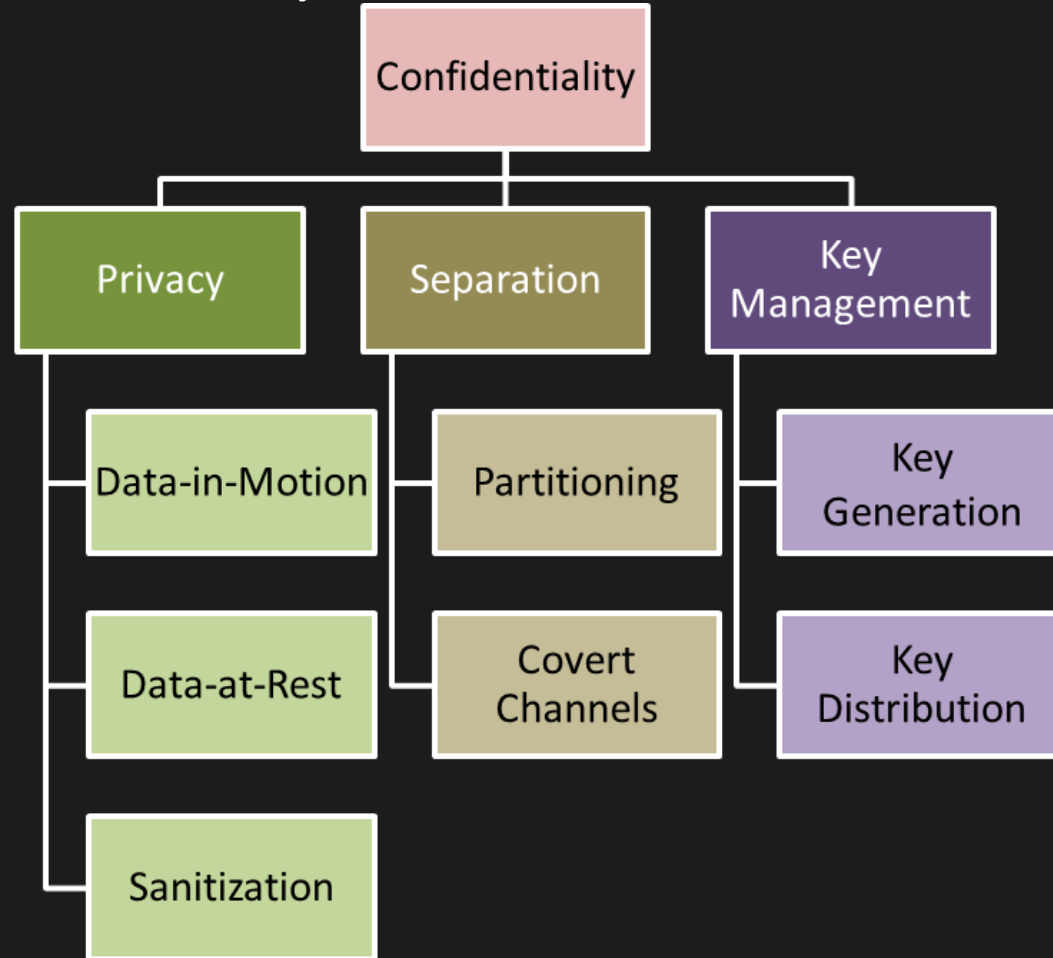 Confidentiality
Privacy
Separation
Key
Management
Data-in-Motion
Partitioning
Key
Generation
Data-at-Rest
Covert
Channels
Key
Distribution
Sanitization